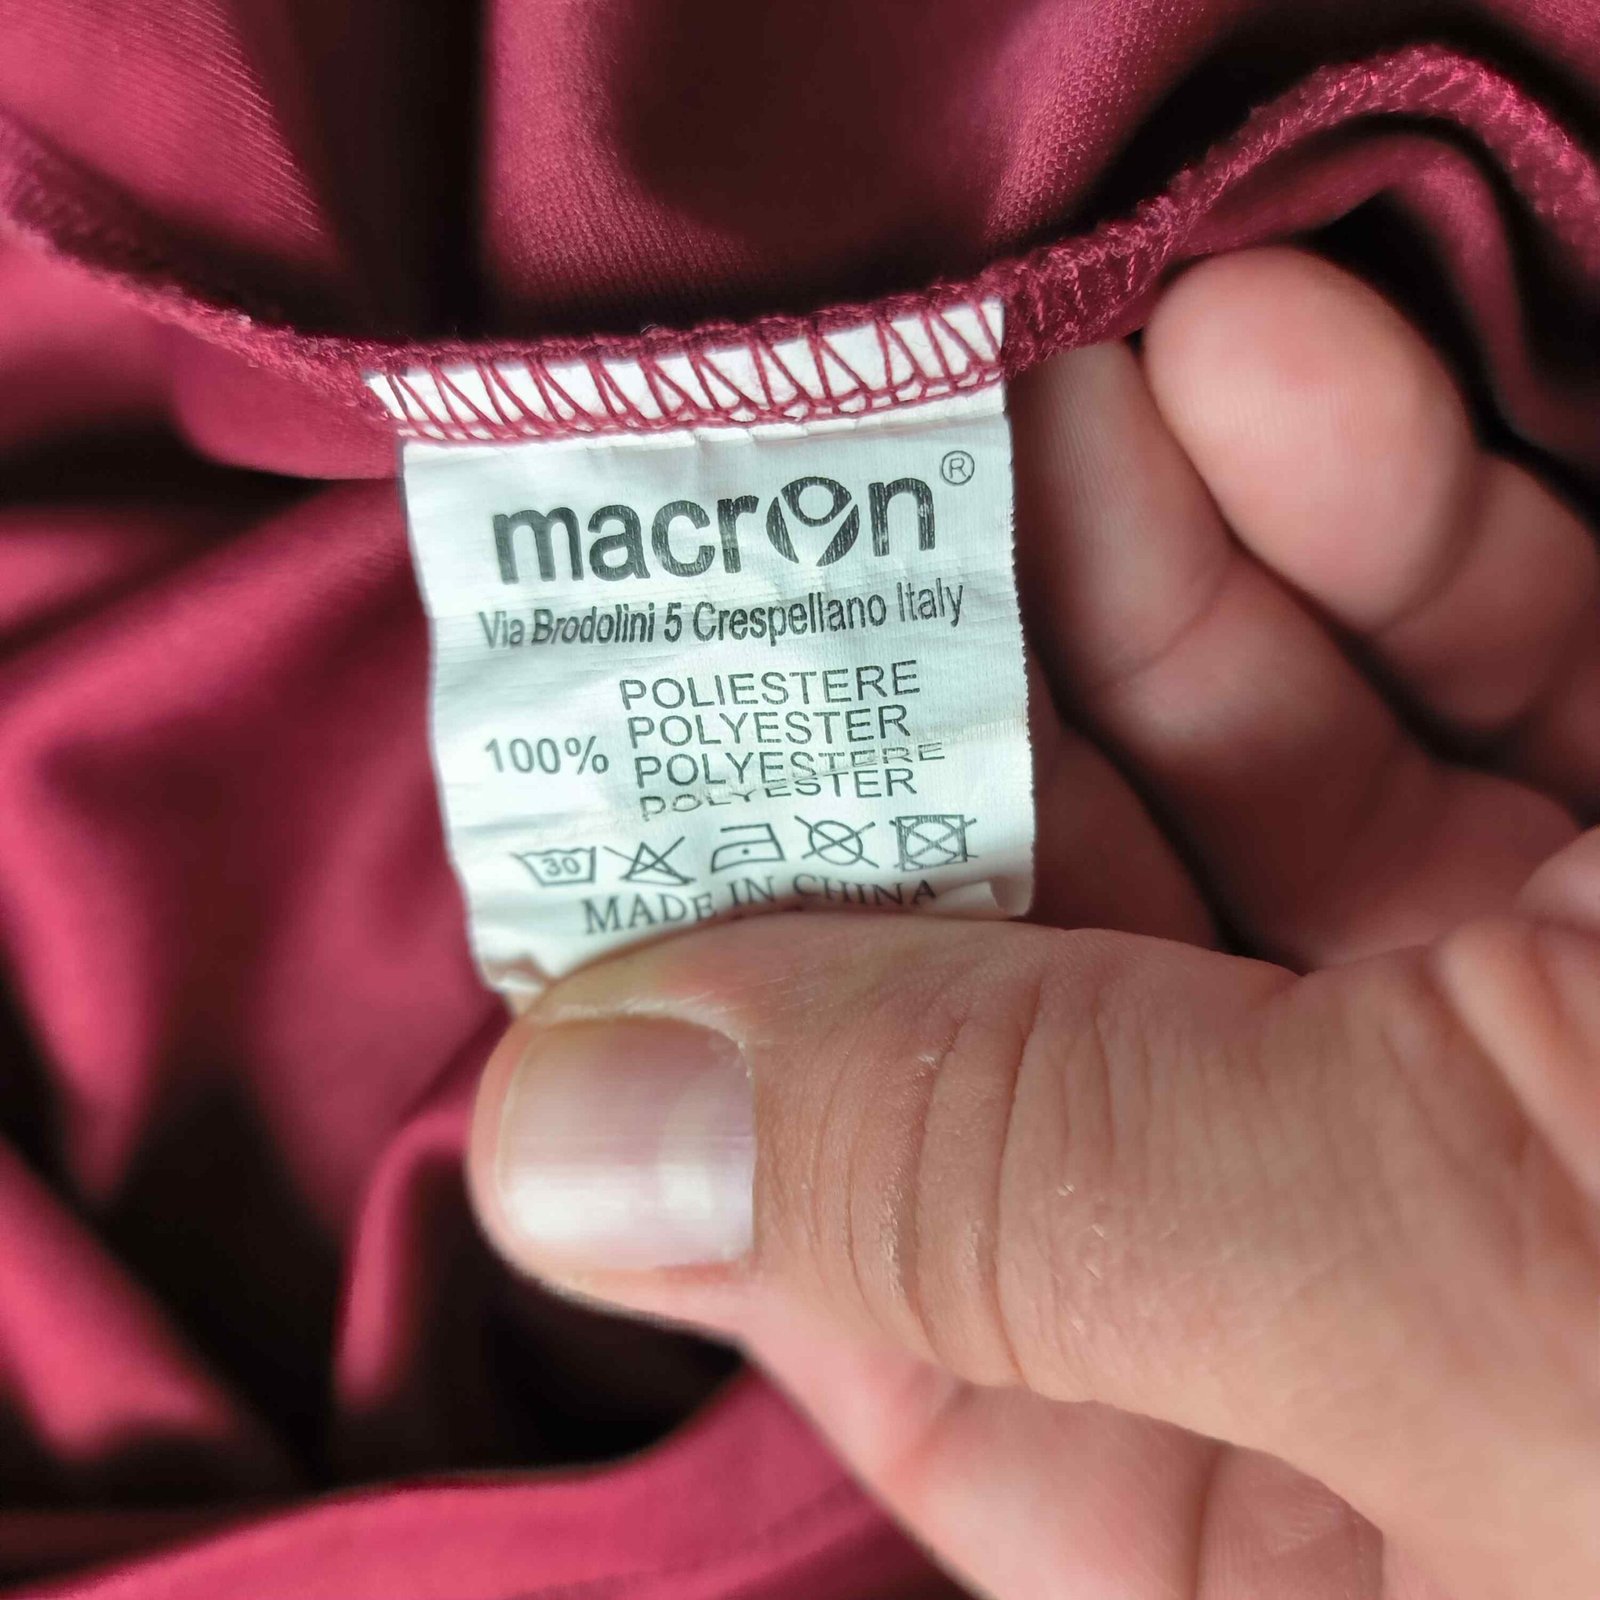 macron®
Via Brodolini 5 Crespellano Italy
POLIESTERE
POLYESTER
100%
POLYESTERE
POLYESTER
30
MADE IN CHINA